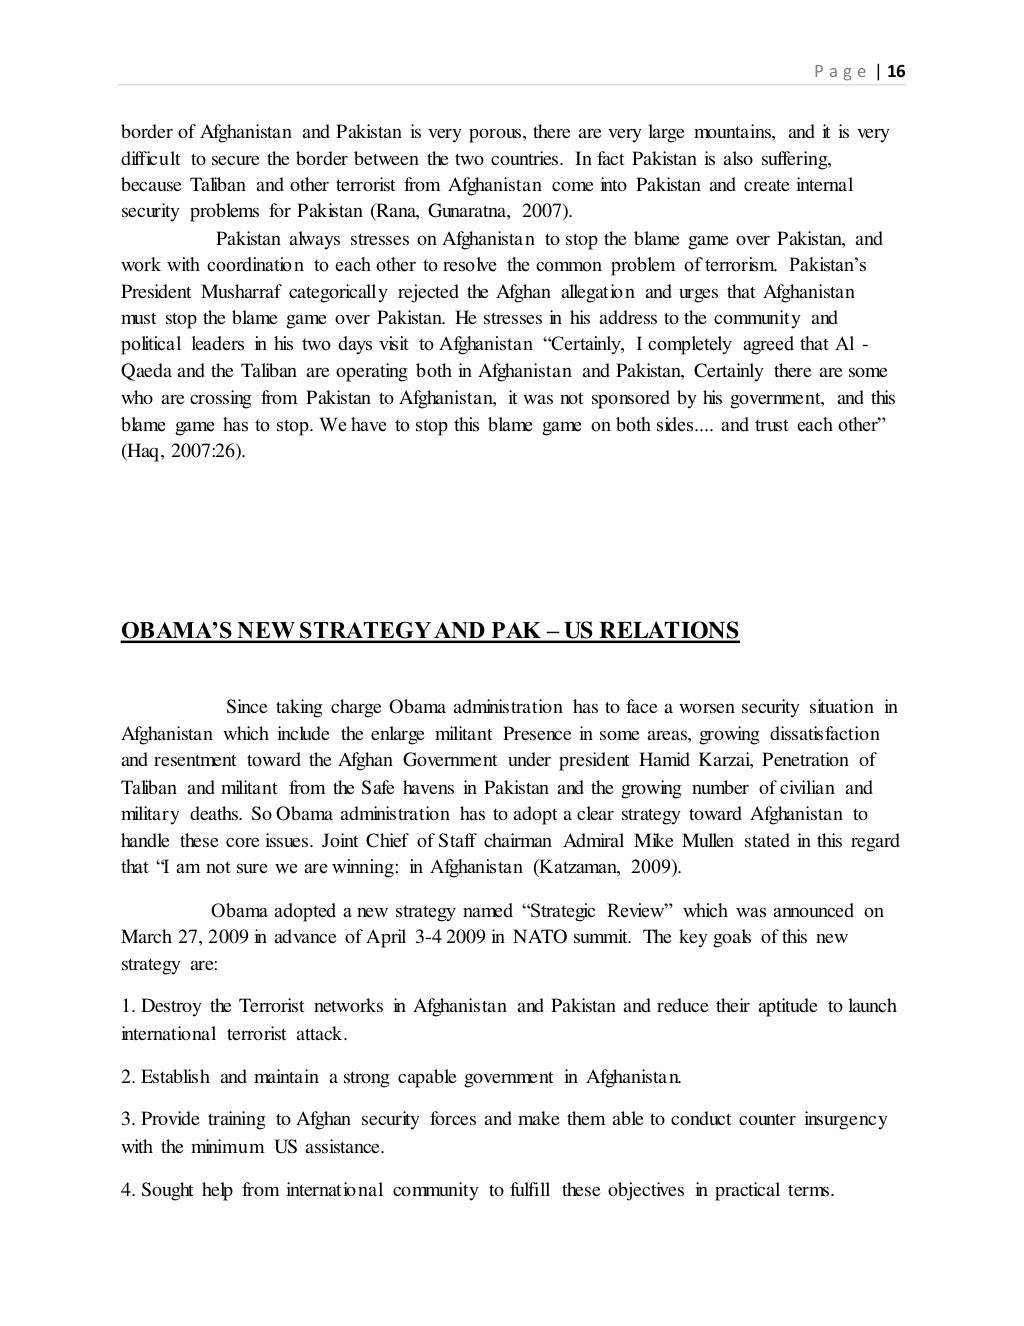 Page | 16
border of Afghanistan and Pakistan is very porous, there are very large mountains, and it is very
difficult to secure the border between the two countries. In fact Pakistan is also suffering,
because Taliban and other terrorist from Afghanistan come into Pakistan and create internal
security problems for Pakistan (Rana, Gunaratna, 2007).
Pakistan always stresses on Afghanistan to stop the blame game over Pakistan, and
work with coordination to each other to resolve the common problem of terrorism. Pakistan’s
President Musharraf categorically rejected the Afghan allegation and urges that Afghanistan
must stop the blame game over Pakistan. He stresses in his address to the community and
political leaders in his two days visit to Afghanistan “Certainly, I completely agreed that Al -
Qaeda and the Taliban are operating both in Afghanistan and Pakistan, Certainly there are some
who are crossing from Pakistan to Afghanistan, it was not sponsored by his government, and this
blame game has to stop. We have to stop this blame game on both sides.... and trust each other”
(Haq, 2007:26).
OBAMA’S NEW STRATEGY AND PAK – US RELATIONS
Since taking charge Obama administration has to face a worsen security situation in
Afghanistan which include the enlarge militant Presence in some areas, growing dissatisfaction
and resentment toward the Afghan Government under president Hamid Karzai, Penetration of
Taliban and militant from the Safe havens in Pakistan and the growing number of civilian and
military deaths. So Obama administration has to adopt a clear strategy toward Afghanistan to
handle these core issues. Joint Chief of Staff chairman Admiral Mike Mullen stated in this regard
that “I am not sure we are winning: in Afghanistan (Katzaman, 2009).
Obama adopted a new strategy named “Strategic Review” which was announced on
March 27, 2009 in advance of April 3-4 2009 in NATO summit. The key goals of this new
strategy are:
1. Destroy the Terrorist networks in Afghanistan and Pakistan and reduce their aptitude to launch
international terrorist attack.
2. Establish and maintain a strong capable government in Afghanistan.
3. Provide training to Afghan security forces and make them able to conduct counter insurgency
with the minimum US assistance.
4. Sought help from international community to fulfill these objectives in practical terms.